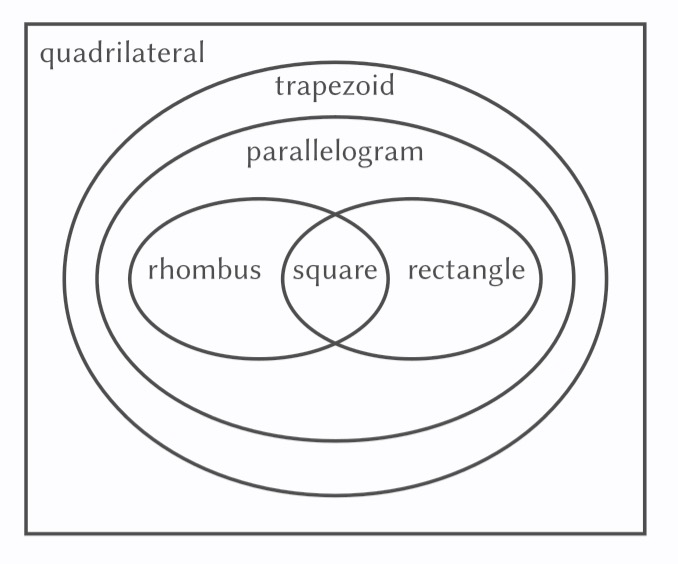 quadrilateral
trapezoid
parallelogram
rhombus square rectangle